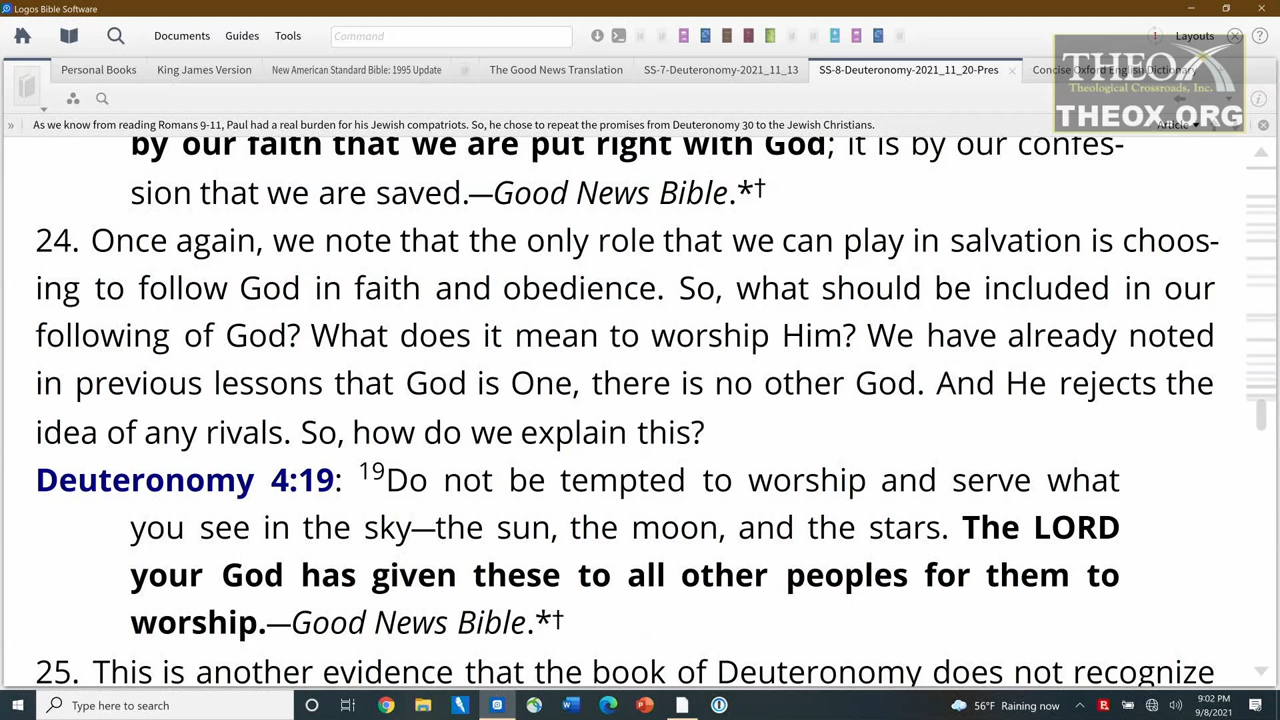 Logos Bible Software
Documents Guides Tools Command Layouts
Personal Books King James Version New American Standard 1995 updates The Good News Translation SS-7-Deuteronomy-2021_11_13 SS-8-Deuteronomy-2021_11_20-Pres Concise Oxford English Dictionary
THEOX
Theological Crossroads, Inc.
THEOX.ORG
» As we know from reading Romans 9-11, Paul had a real burden for his Jewish compatriots. So, he chose to repeat the promises from Deuteronomy 30 to the Jewish Christians. Article
by our faith that we are put right with God; it is by our confes-
sion that we are saved.—Good News Bible.*†
24. Once again, we note that the only role that we can play in salvation is choos-
ing to follow God in faith and obedience. So, what should be included in our
following of God? What does it mean to worship Him? We have already noted
in previous lessons that God is One, there is no other God. And He rejects the
idea of any rivals. So, how do we explain this?
Deuteronomy 4:19: 19Do not be tempted to worship and serve what
you see in the sky—the sun, the moon, and the stars. The LORD
your God has given these to all other peoples for them to
worship.—Good News Bible.*†
25. This is another evidence that the book of Deuteronomy does not recognize
Type here to search
56°F Raining now
9:02 PM
9/8/2021